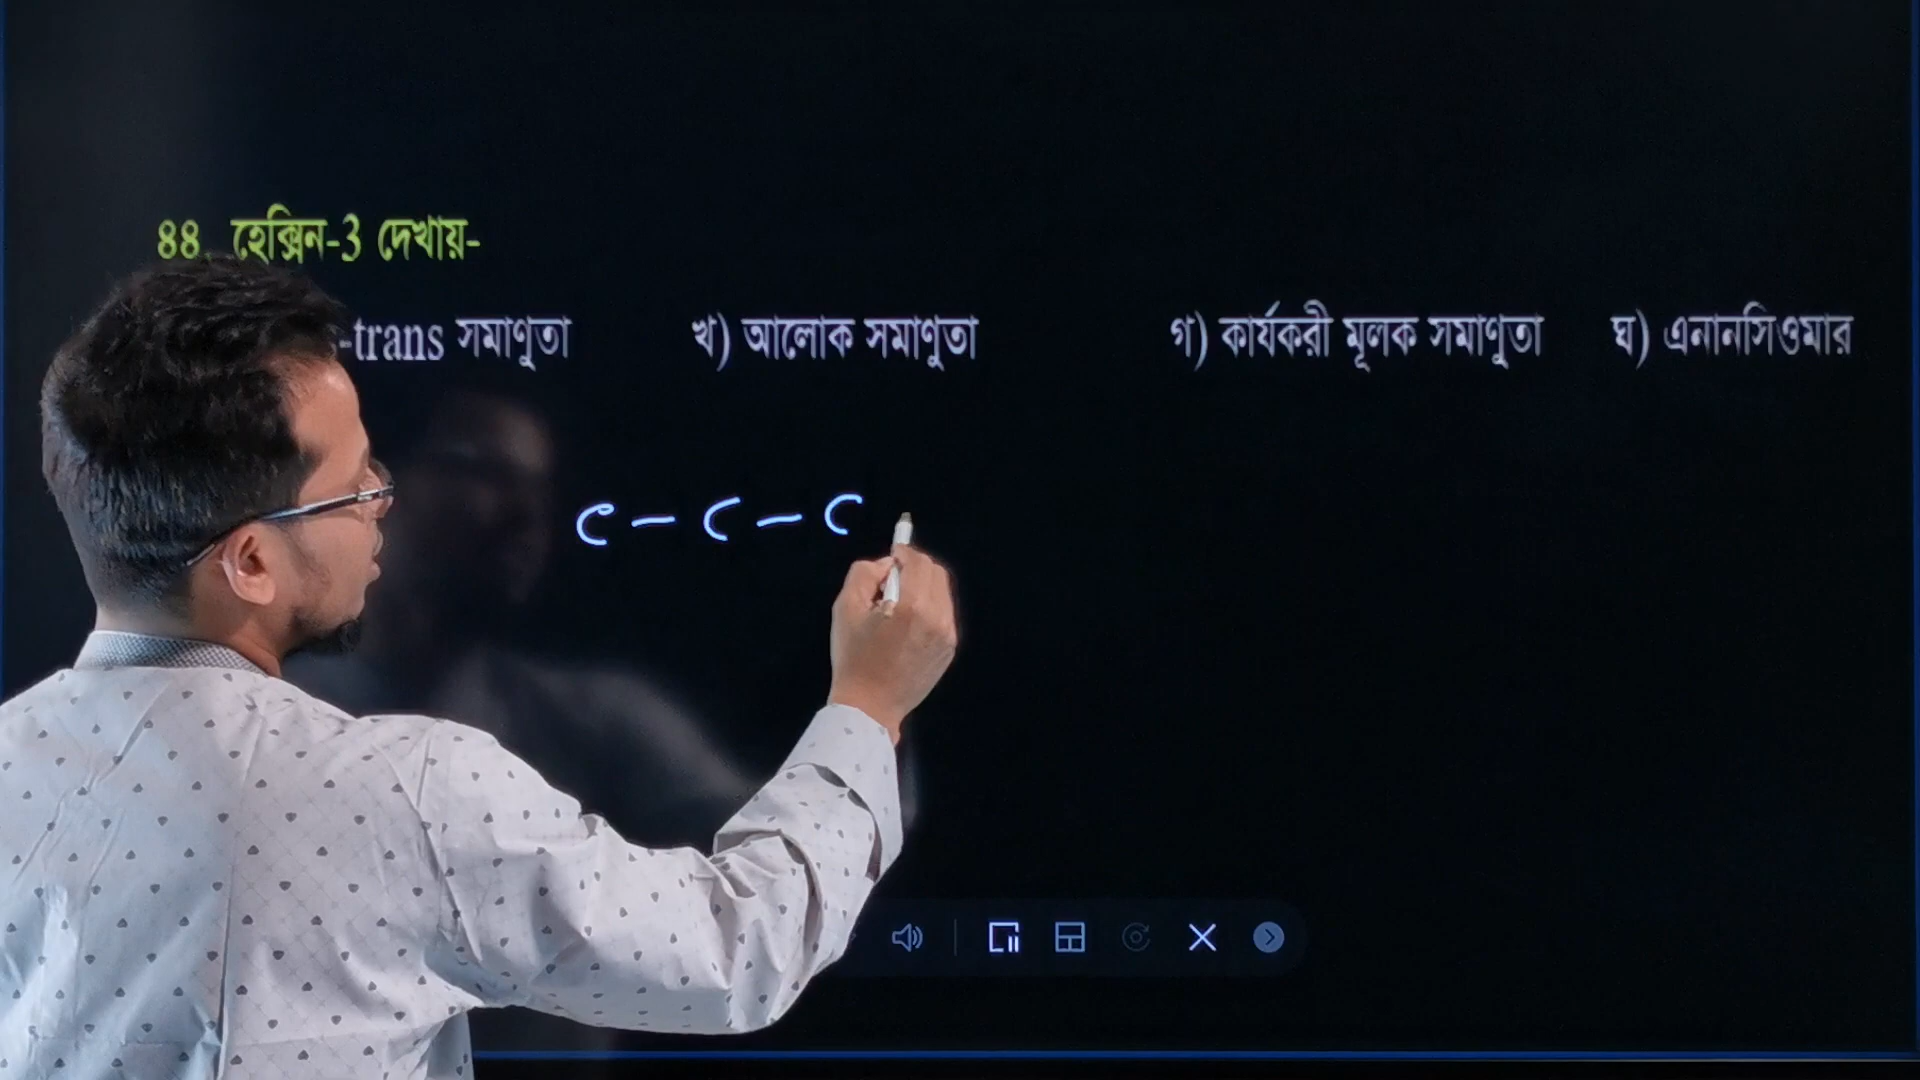 ৪৪. হেক্সিন-3 দেখায়-
-trans সমাণুতা খ) আলোক সমাণুতা গ) কার্যকরী মূলক সমাণুতা ঘ) এনানসিওমার
C - C - C